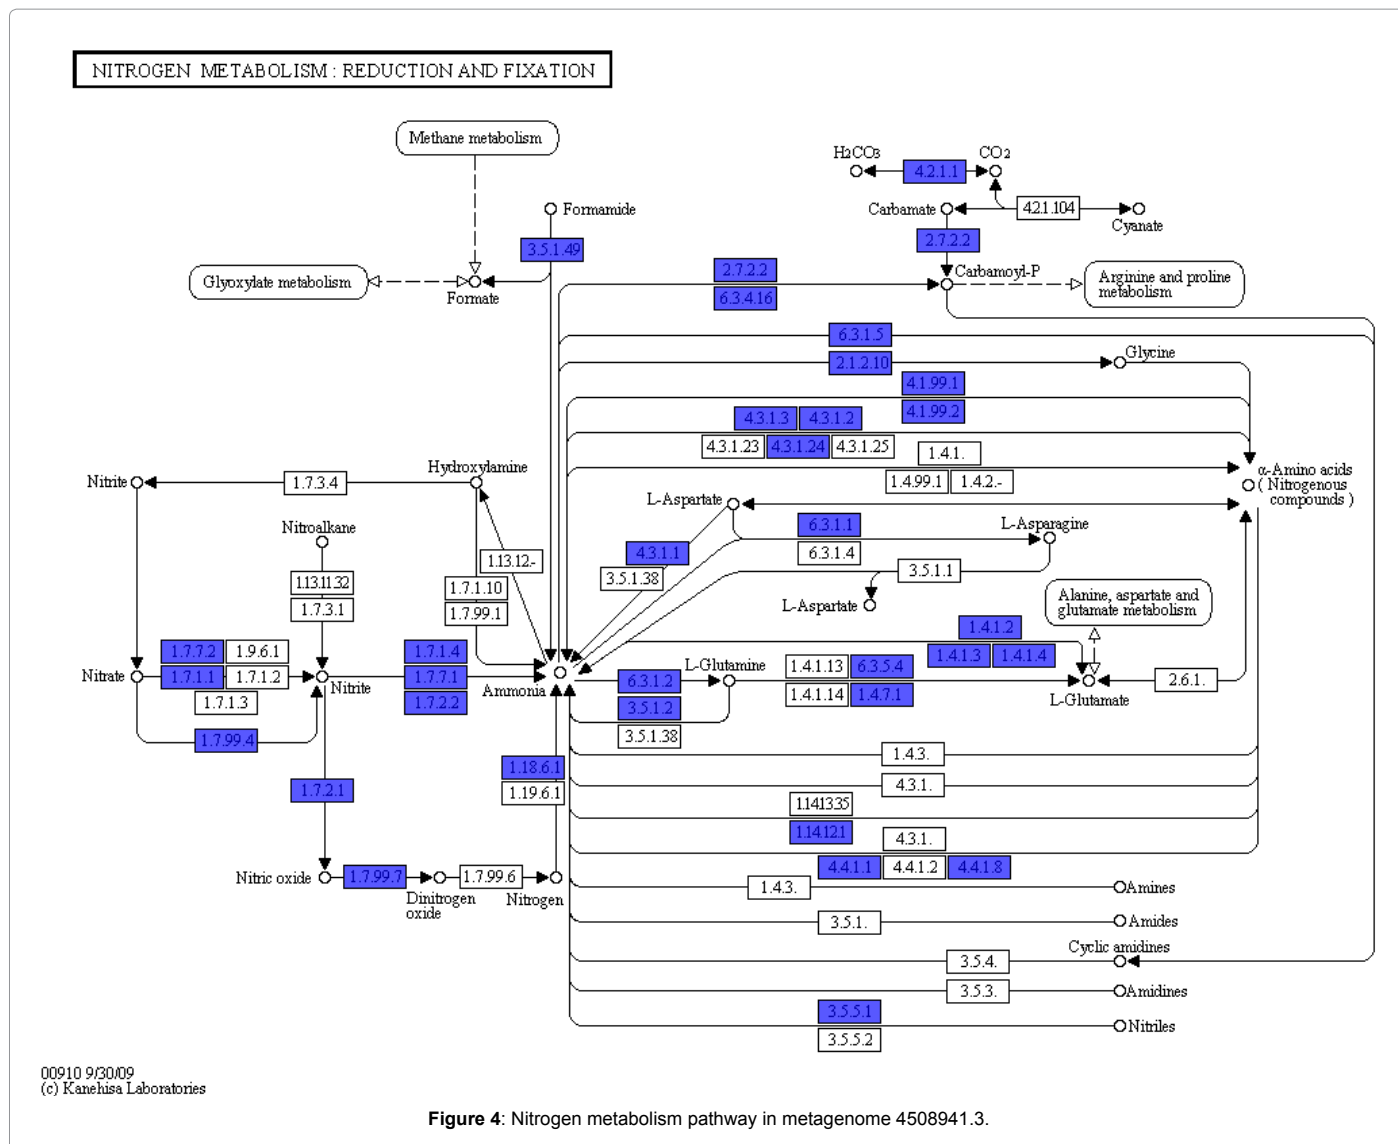 NITROGEN METABOLISM : REDUCTION AND FIXATION
Methane metabolism
H2CO3
4.2.1.1
CO2
Formamide
Carbamate
4.2.1.104
Cyanate
3.5.1.49
2.7.2.2
Glyoxylate metabolism
Formate
2.7.2.2
6.3.4.16
Carbamoyl-P
Arginine and proline
metabolism
6.3.1.5
2.1.2.10
Glycine
4.1.99.1
4.1.99.2
4.3.1.3
4.3.1.2
4.3.1.23
4.3.1.24
4.3.1.25
1.4.1.
1.4.99.1
1.4.2.-
α-Amino acids
( Nitrogenous
compounds )
Nitrite
1.7.3.4
Hydroxylamine
L-Aspartate
Nitroalkane
6.3.1.1
6.3.1.4
L-Asparagine
4.3.1.1
3.5.1.38
1.13.12.-
3.5.1.1
L-Aspartate
1.13.11.32
1.7.3.1
1.7.1.10
1.7.99.1
Alanine, aspartate and
glutamate metabolism
1.7.7.2
1.9.6.1
1.7.1.1
1.7.1.2
1.7.1.3
Nitrate
Nitrite
1.7.1.4
1.7.7.1
1.7.2.2
Ammonia
6.3.1.2
3.5.1.2
3.5.1.38
L-Glutamine
1.4.1.13
6.3.5.4
1.4.1.14
1.4.7.1
1.4.1.2
1.4.1.3
1.4.1.4
L-Glutamate
2.6.1.
1.7.99.4
1.7.2.1
1.18.6.1
1.19.6.1
1.4.3.
4.3.1.
1.14.13.35
1.14.12.1
4.3.1.
4.4.1.1
4.4.1.2
4.4.1.8
Nitric oxide
1.7.99.7
Dinitrogen
oxide
1.7.99.6
Nitrogen
1.4.3.
Amines
3.5.1.
Amides
3.5.4.
Cyclic amidines
3.5.3.
Amidines
3.5.5.1
3.5.5.2
Nitriles
00910 9/30/09
(c) Kanehisa Laboratories
Figure 4: Nitrogen metabolism pathway in metagenome 4508941.3.